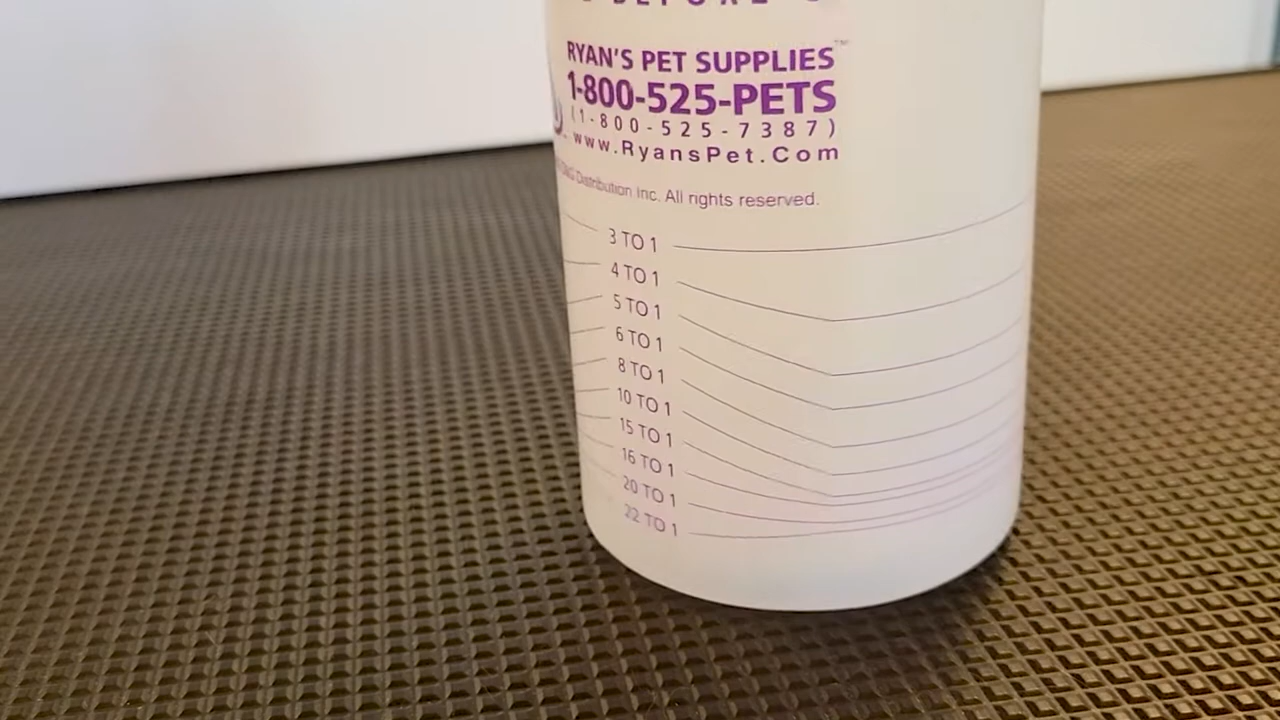 RYAN'S PET SUPPLIES™
1-800-525-PETS
(1-800-525-7387)
www.RyansPet.Com
Distribution Inc. All rights reserved.
3 TO 1
4 TO 1
5 TO 1
6 TO 1
8 TO 1
10 TO 1
15 TO 1
16 TO 1
20 TO 1
22 TO 1